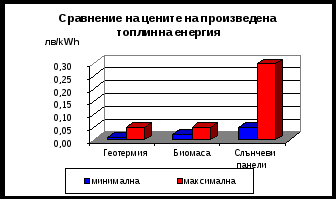 Сравнение на цените на произведена
топлинна енергия
лв/kWh
0,30
0,25
0,20
0,15
0,10
0,05
0,00
Геотермия Биомаса Слънчеви
панели
минимална максимална